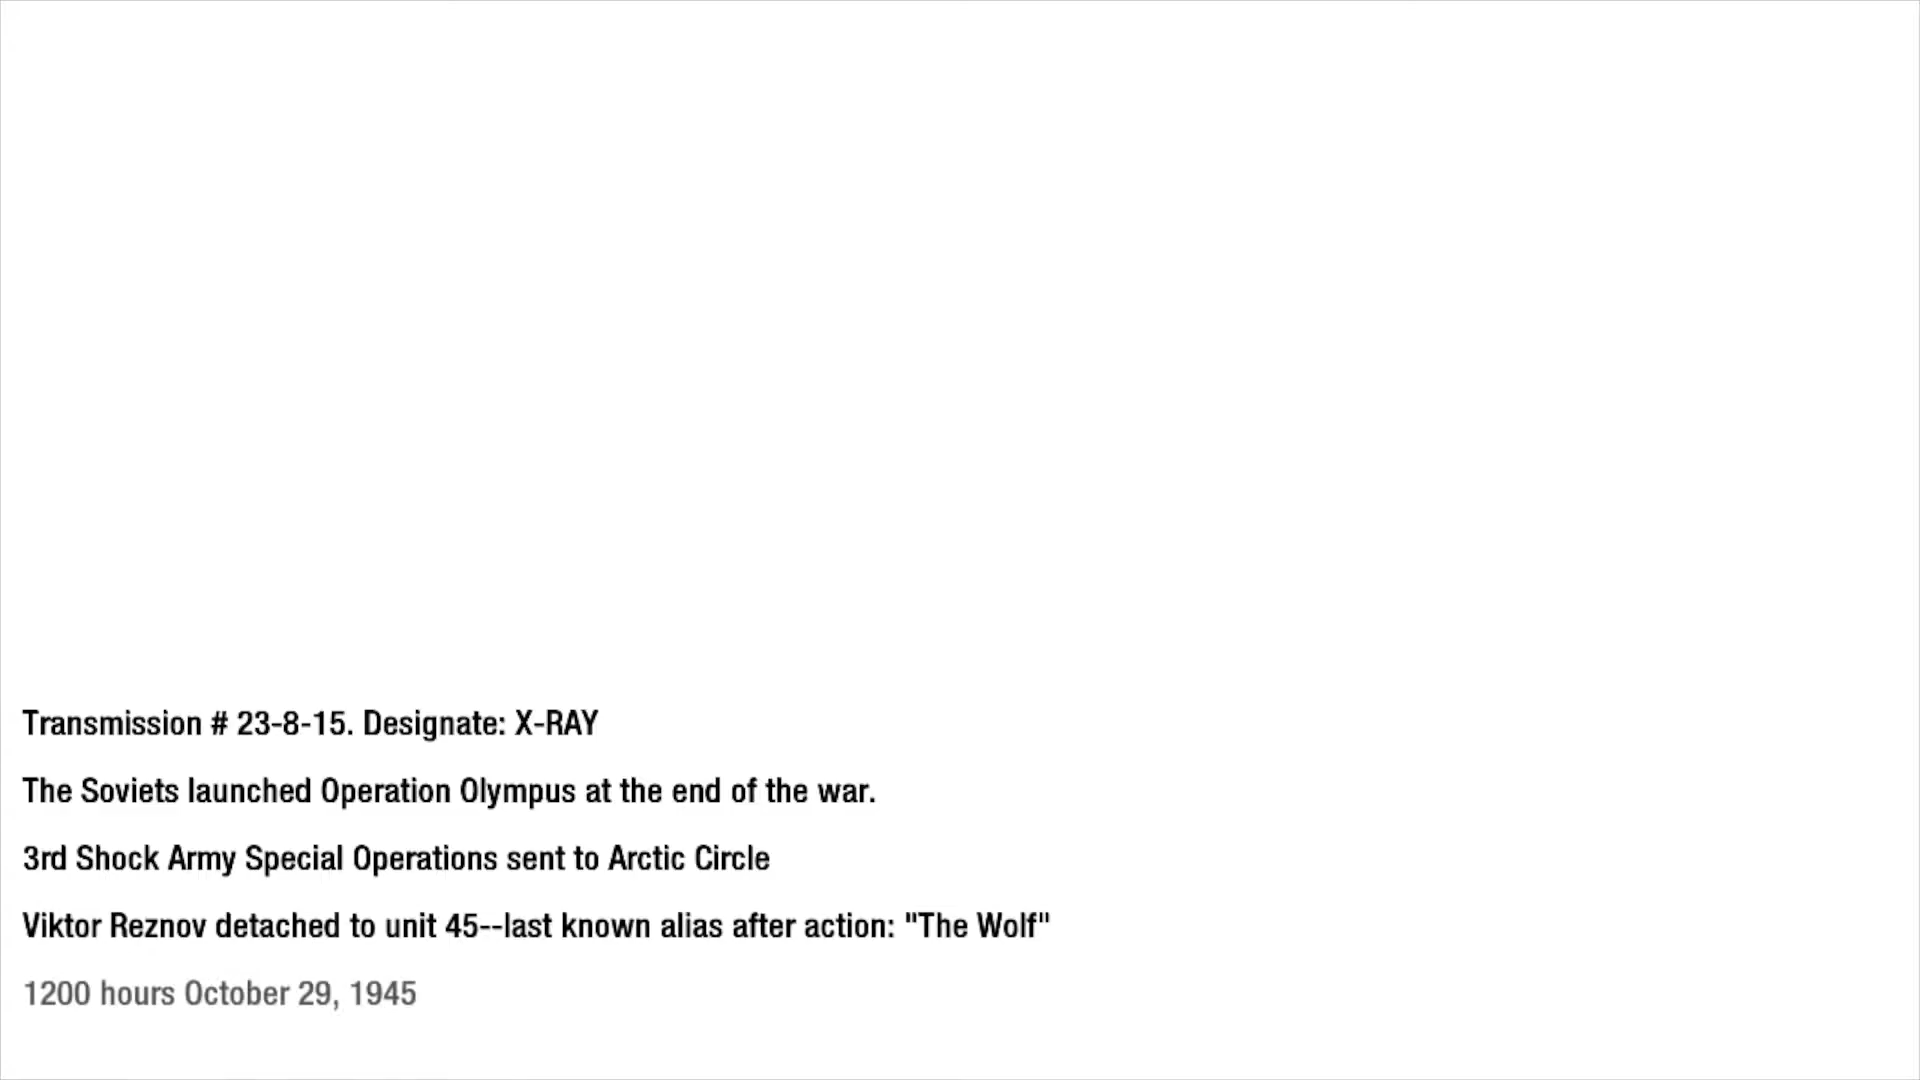 Transmission # 23-8-15. Designate: X-RAY
The Soviets launched Operation Olympus at the end of the war.
3rd Shock Army Special Operations sent to Arctic Circle
Viktor Reznov detached to unit 45--last known alias after action: "The Wolf"
1200 hours October 29, 1945